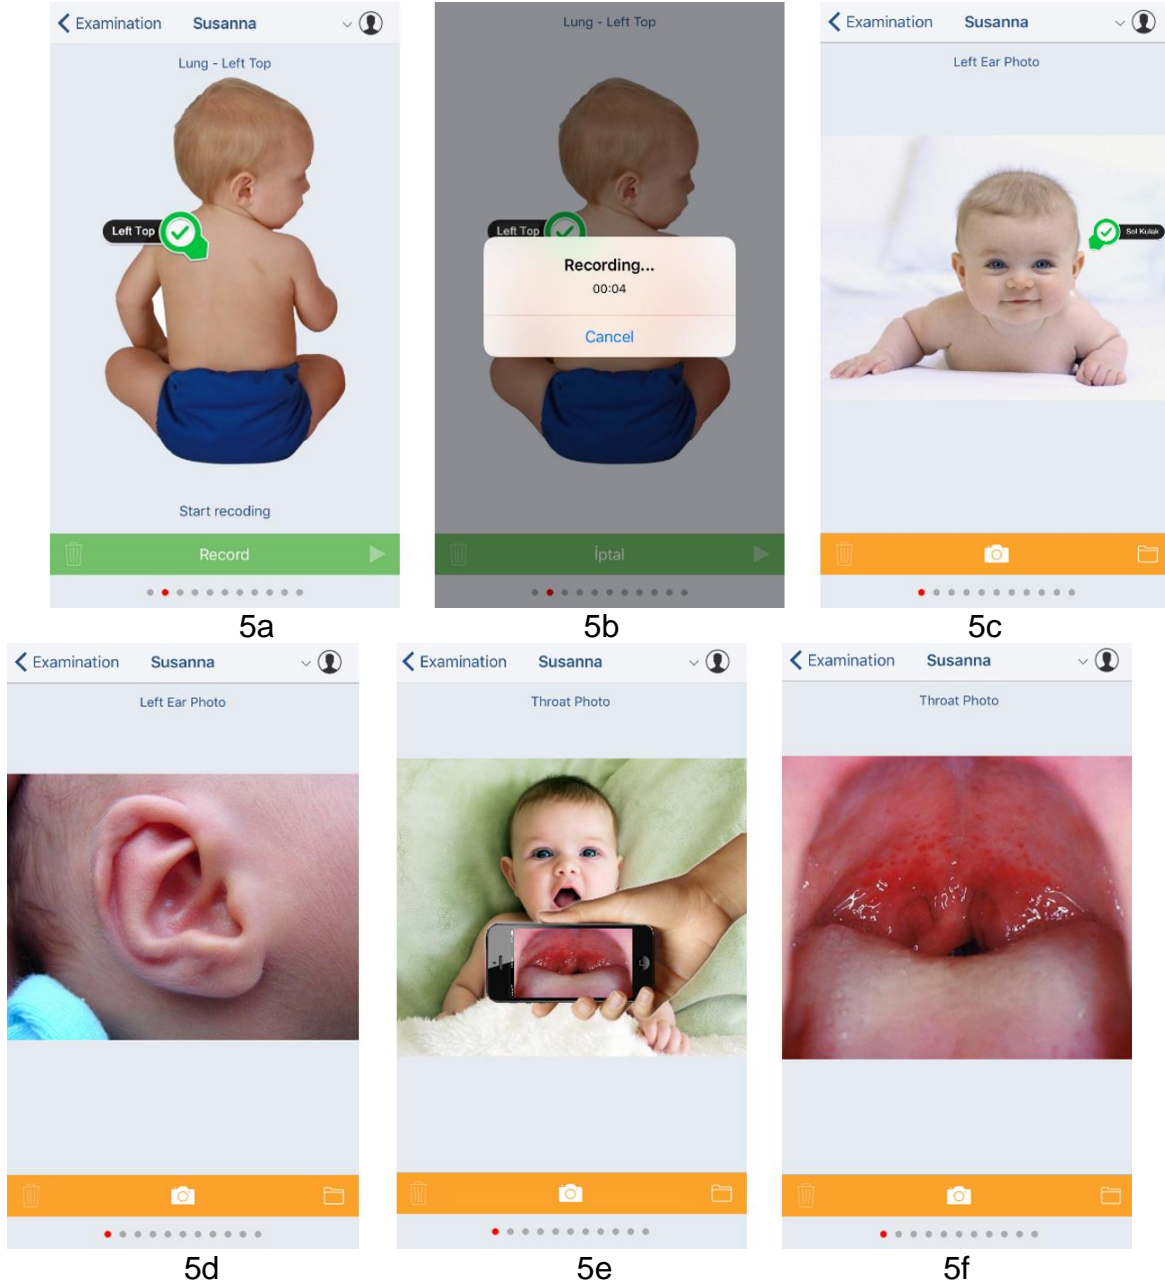 Examination Susanna
Lung - Left Top
Left Top
Start recoding
Record
5a
Lung - Left Top
Left Top
Recording...
00:04
Cancel
İptal
5b
Examination Susanna
Left Ear Photo
Sol Kulak
5c
Examination Susanna
Left Ear Photo
5d
Examination Susanna
Throat Photo
5e
Examination Susanna
Throat Photo
5f